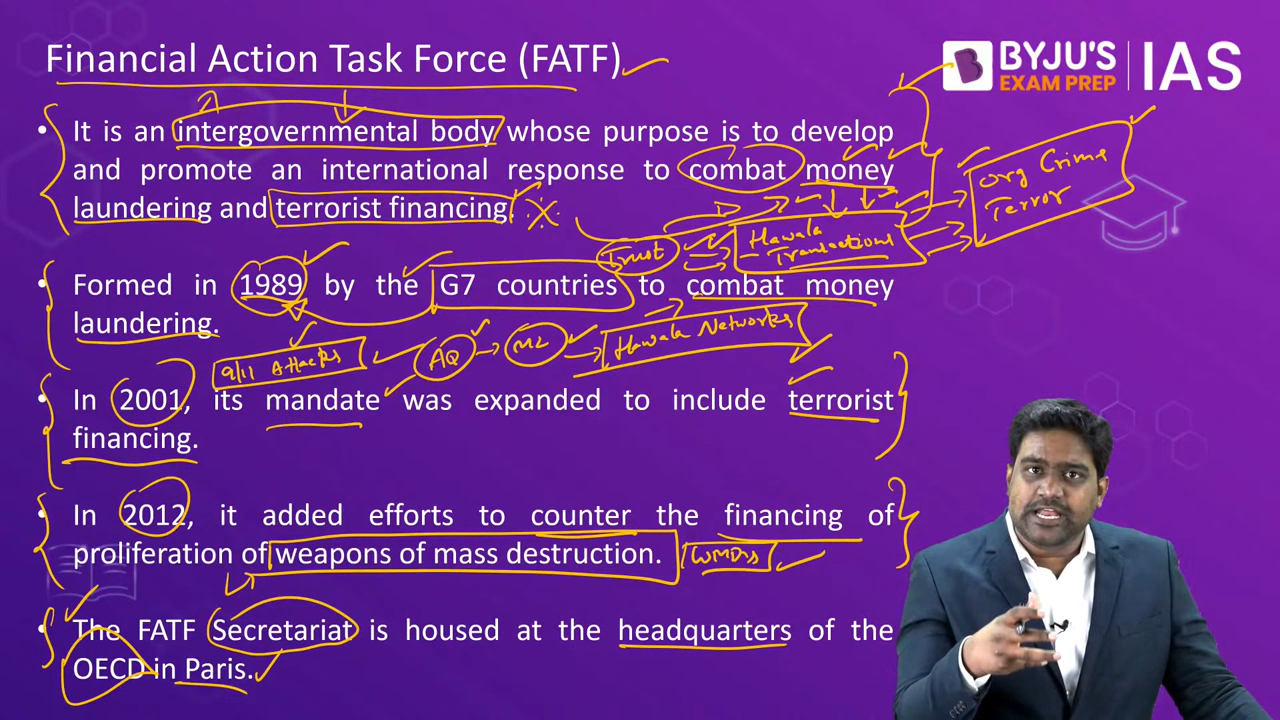 Financial Action Task Force (FATF)
BYJU'S
EXAM PREP
IAS
• It is an intergovernmental body whose purpose is to develop
and promote an international response to combat money
laundering and terrorist financing.
Org Crime
Terror
Trust
Hawala
Transactions
• Formed in 1989 by the G7 countries to combat money
laundering.
9/11 Attacks
AQ
ML
Hawala Networks
• In 2001, its mandate was expanded to include terrorist
financing.
• In 2012, it added efforts to counter the financing of
proliferation of weapons of mass destruction.
WMDs
• The FATF Secretariat is housed at the headquarters of the
OECD in Paris.